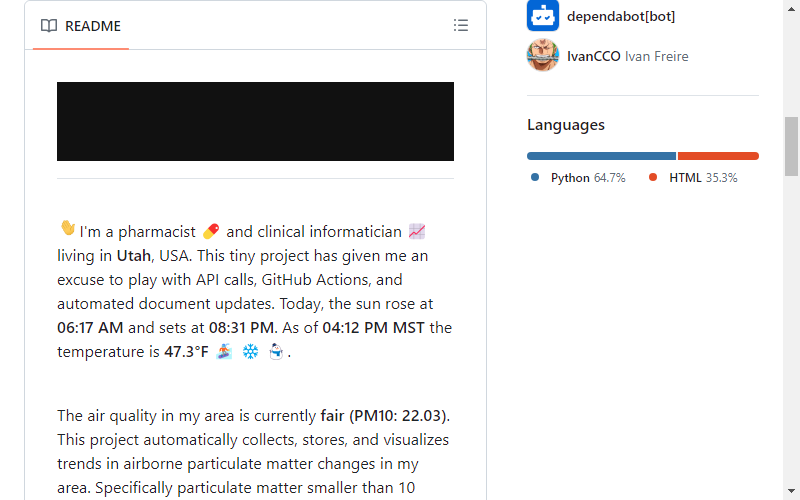 README
👋 I'm a pharmacist 💊 and clinical informatician 📈
living in Utah, USA. This tiny project has given me an
excuse to play with API calls, GitHub Actions, and
automated document updates. Today, the sun rose at
06:17 AM and sets at 08:31 PM. As of 04:12 PM MST the
temperature is 47.3°F 🏂 ❄️ ⛄ .
The air quality in my area is currently fair (PM10: 22.03).
This project automatically collects, stores, and visualizes
trends in airborne particulate matter changes in my
area. Specifically particulate matter smaller than 10
dependabot[bot]
IvanCCO Ivan Freire
Languages
Python 64.7%
HTML 35.3%